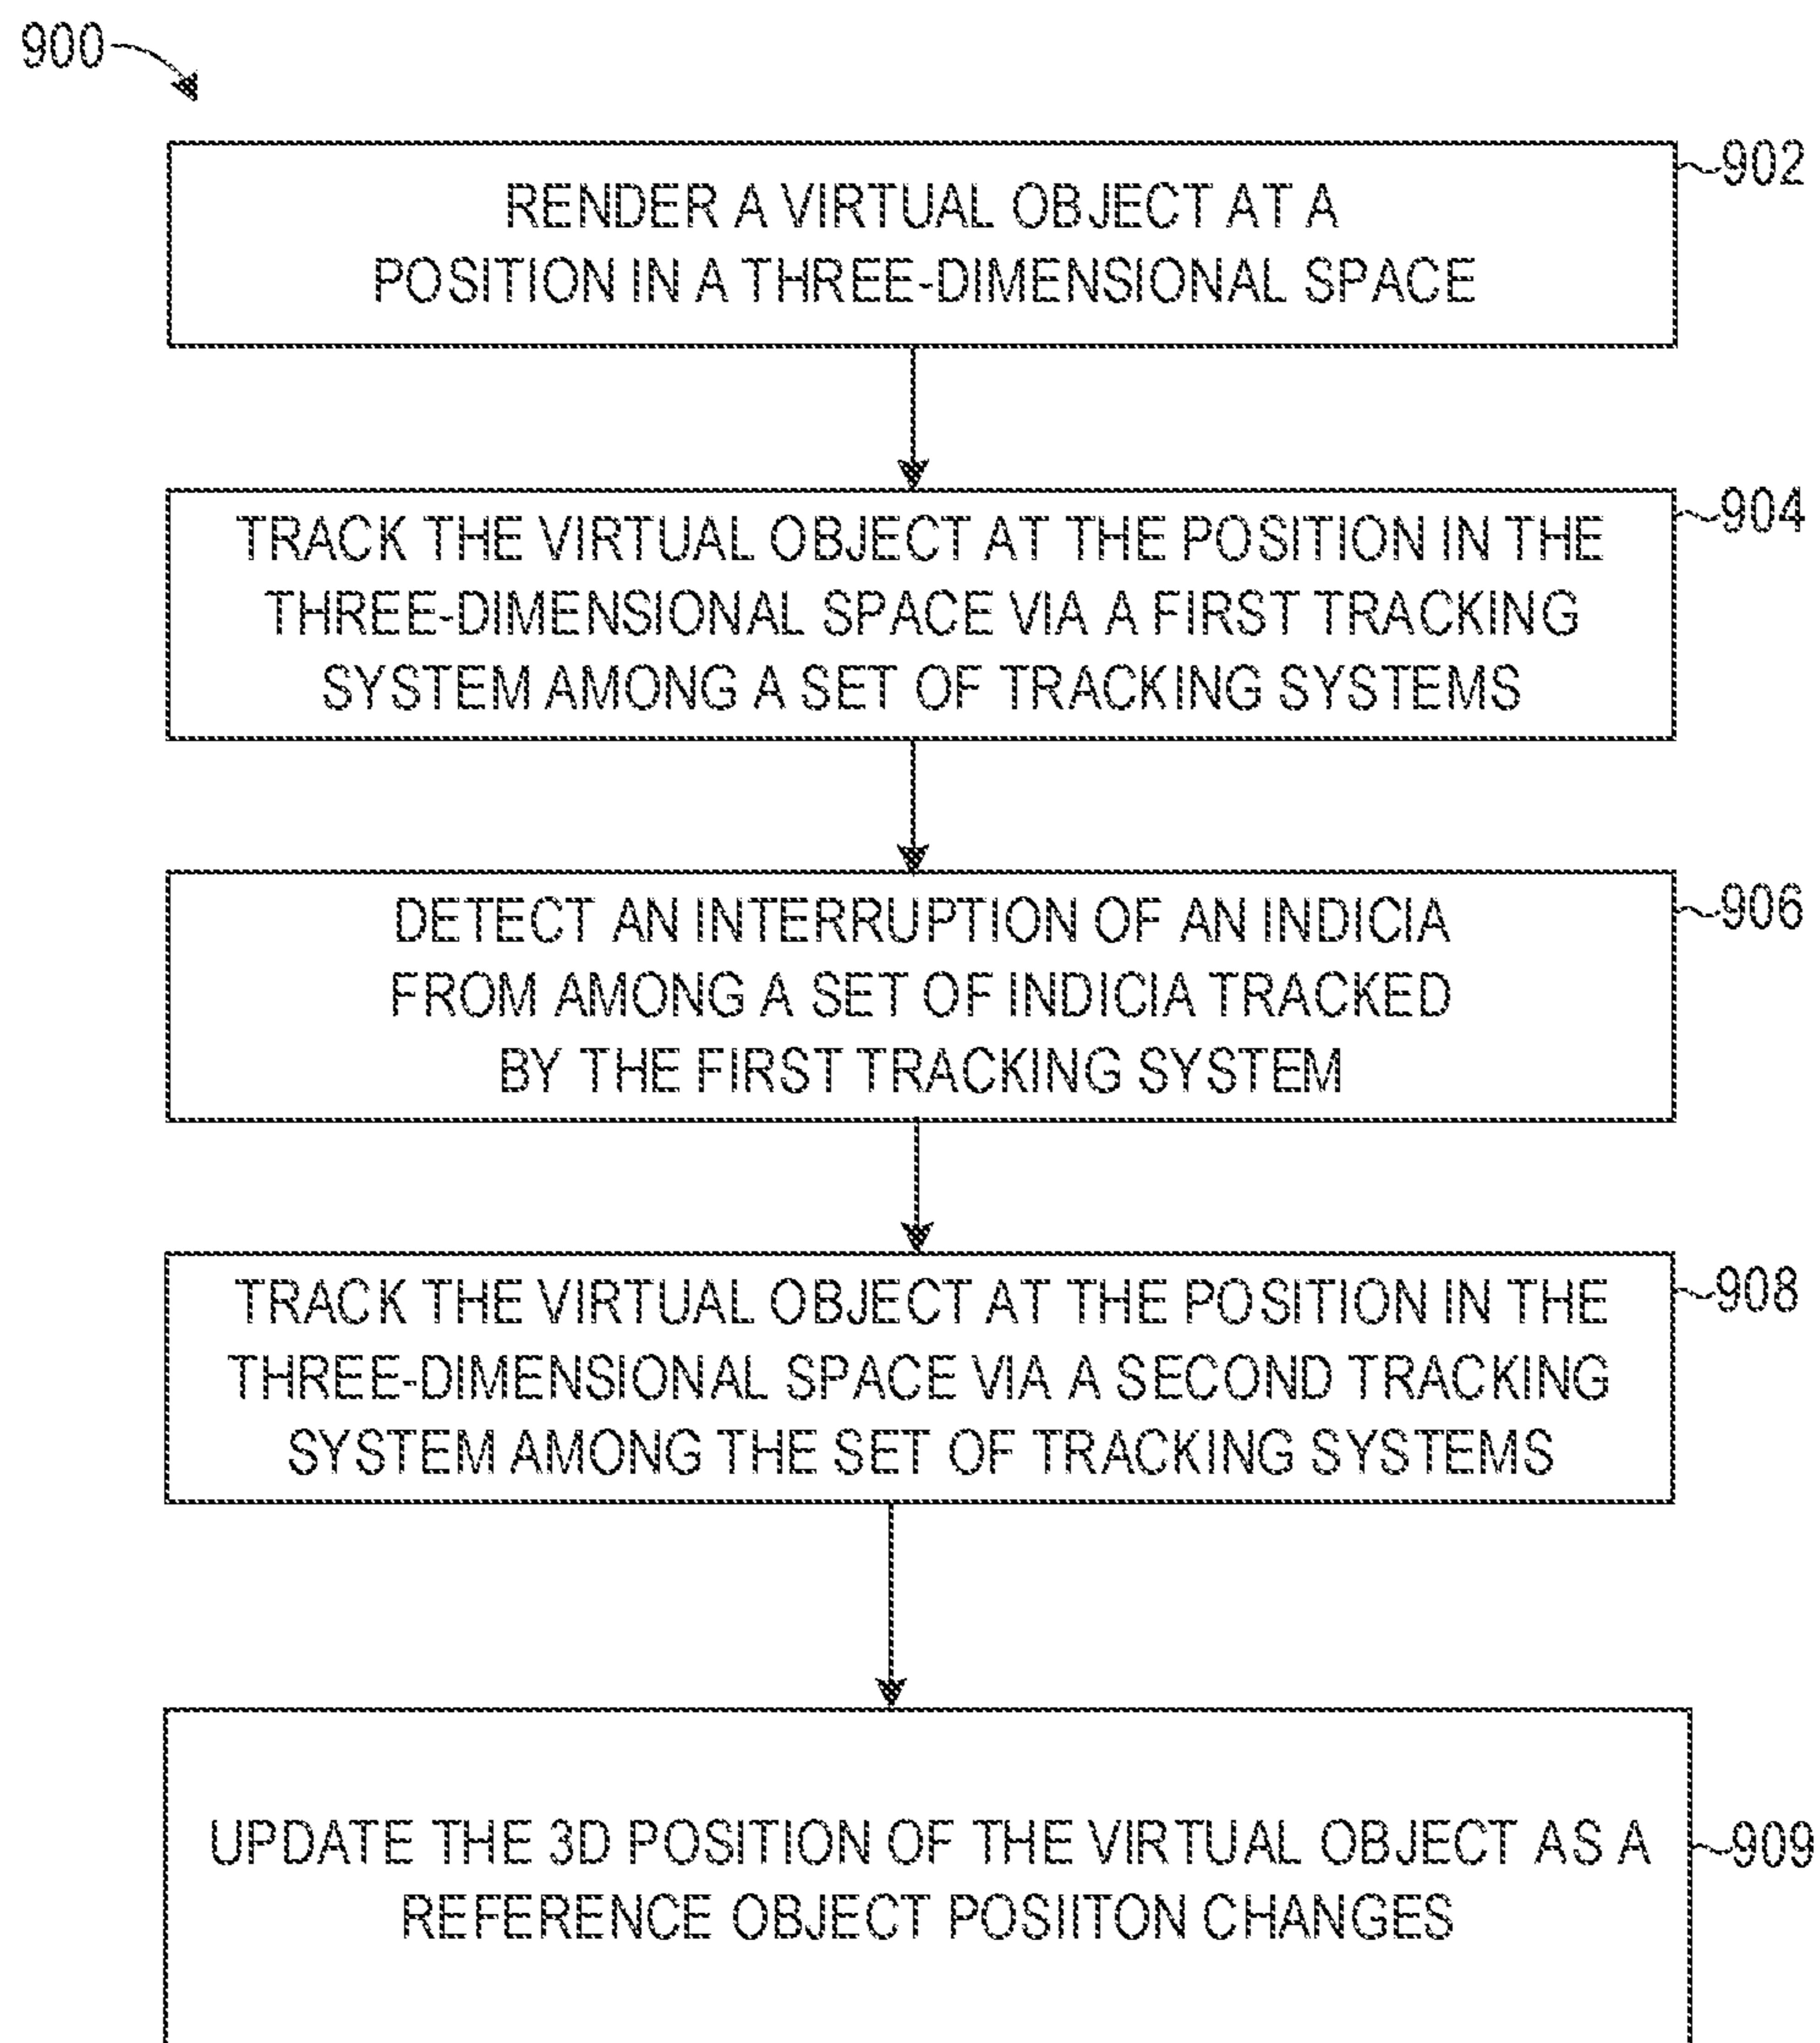 900
902
RENDER A VIRTUAL OBJECT AT A
POSITION IN A THREE-DIMENSIONAL SPACE
904
TRACK THE VIRTUAL OBJECT AT THE POSITION IN THE
THREE-DIMENSIONAL SPACE VIA A FIRST TRACKING
SYSTEM AMONG A SET OF TRACKING SYSTEMS
906
DETECT AN INTERRUPTION OF AN INDICIA
FROM AMONG A SET OF INDICIA TRACKED
BY THE FIRST TRACKING SYSTEM
908
TRACK THE VIRTUAL OBJECT AT THE POSITION IN THE
THREE-DIMENSIONAL SPACE VIA A SECOND TRACKING
SYSTEM AMONG THE SET OF TRACKING SYSTEMS
909
UPDATE THE 3D POSITION OF THE VIRTUAL OBJECT AS A
REFERENCE OBJECT POSIITON CHANGES